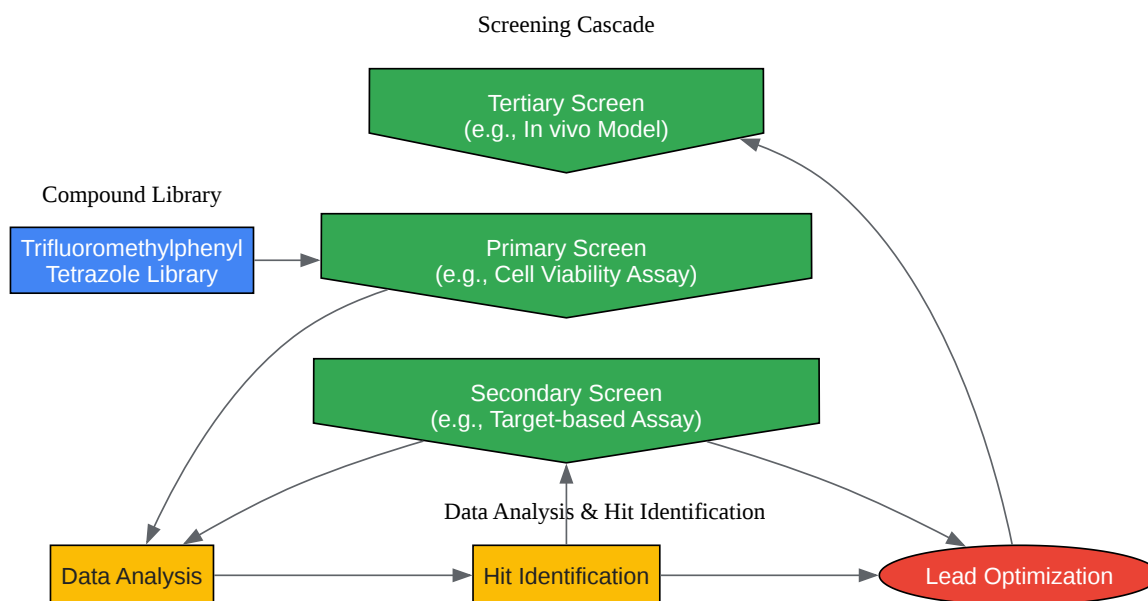 Screening Cascade
Tertiary Screen
(e.g., In vivo Model)
Compound Library
Trifluoromethylphenyl
Tetrazole Library
Primary Screen
(e.g., Cell Viability Assay)
Secondary Screen
(e.g., Target-based Assay)
Data Analysis & Hit Identification
Data Analysis
Hit Identification
Lead Optimization